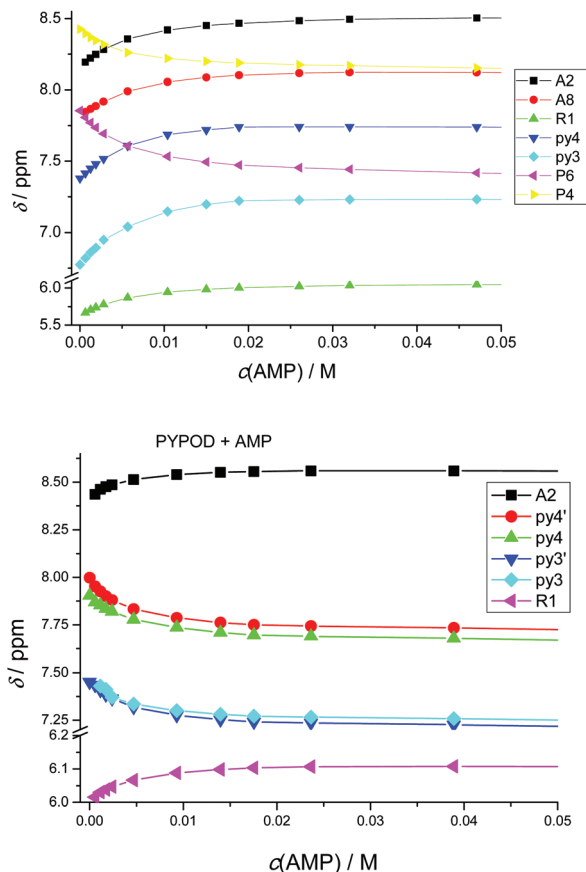 8.5
8.0
7.5
7.0
6.0
5.5
δ / ppm
0.00
0.01
0.02
0.03
0.04
0.05
c(AMP) / M
A2
A8
R1
py4
py3
P6
P4
PYPOD + AMP
8.50
8.25
8.00
7.75
7.50
7.25
6.2
6.1
6.0
δ / ppm
0.00
0.01
0.02
0.03
0.04
0.05
c(AMP) / M
A2
py4'
py4
py3'
py3
R1